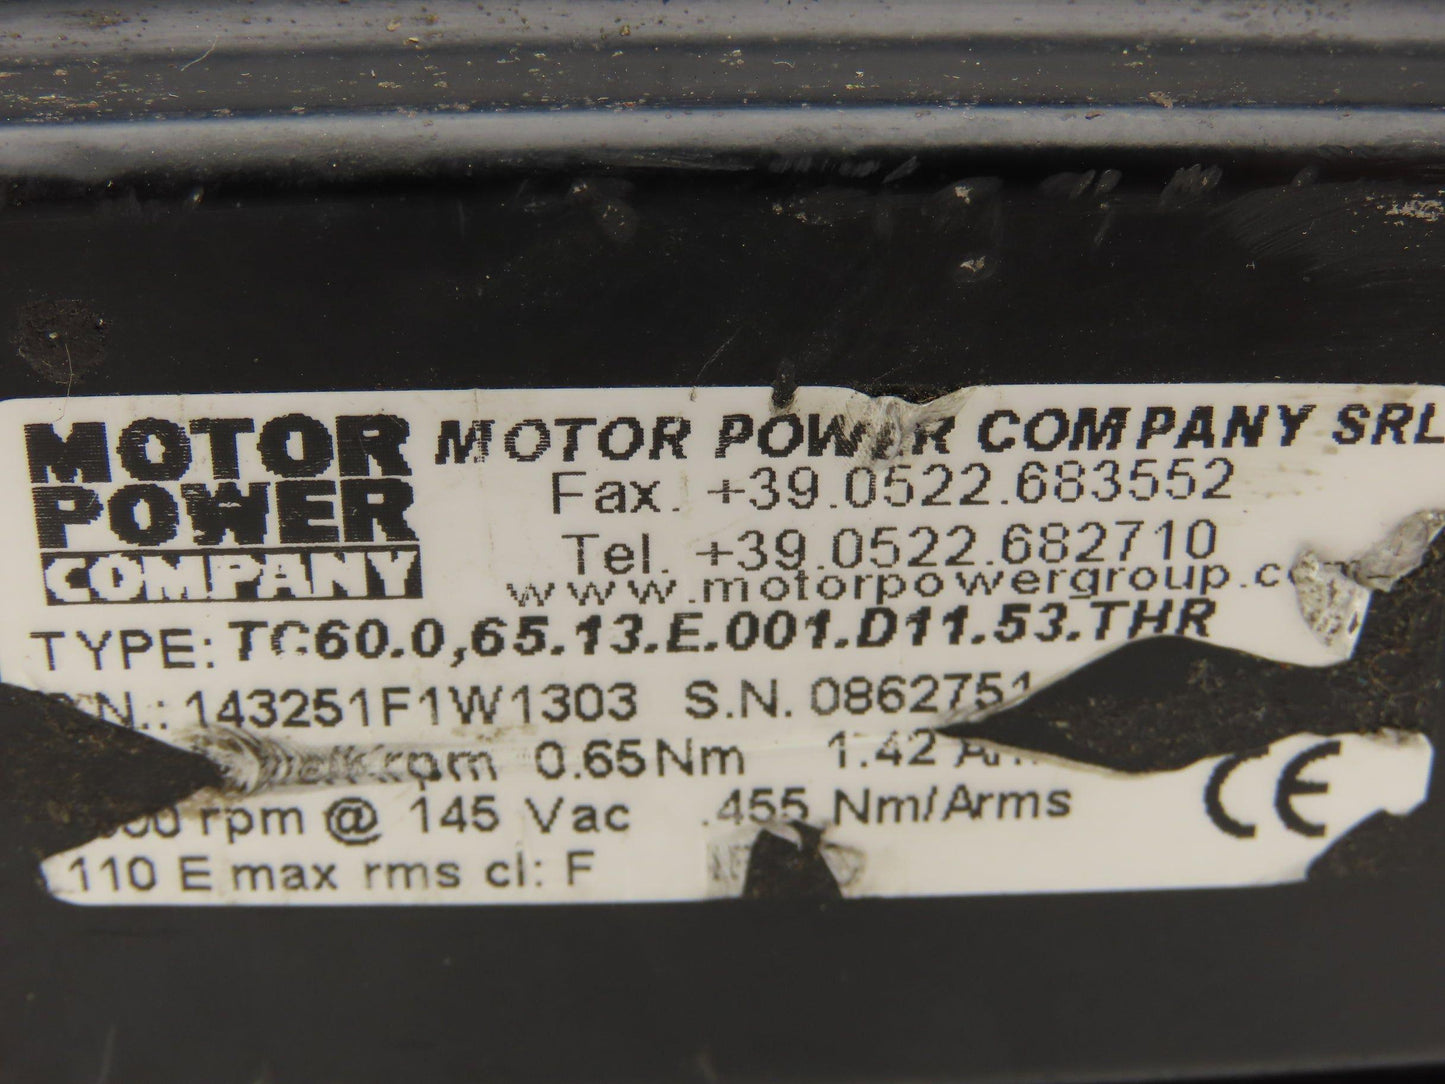 MOTOR
POWER
COMPANY
MOTOR POWER COMPANY SRL
Fax. +39.0522.683552
Tel. +39.0522.682710
www.motorpowergroup.com
TYPE: TC60.0,65.13.E.001.D11.53.THR
N.: 143251F1W1303 S.N. 0862751
rpm 0.65Nm 1.42
rpm @ 145 Vac .455 Nm/Arms
110 E max rms cl: F
CE